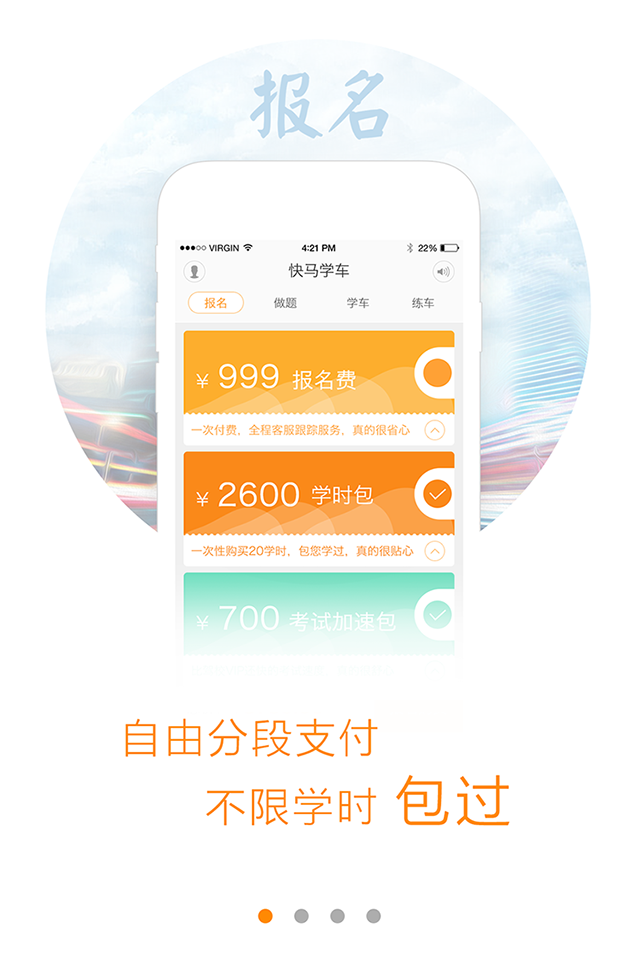 报名
VIRGIN 4:21 PM 22%
快马学车
报名 做题 学车 练车
¥ 999 报名费
一次付费，全程客服跟踪服务，真的很省心
¥ 2600 学时包
一次性购买20学时，包您学过，真的很贴心
¥ 700 考试加速包
自由分段支付
不限学时 包过